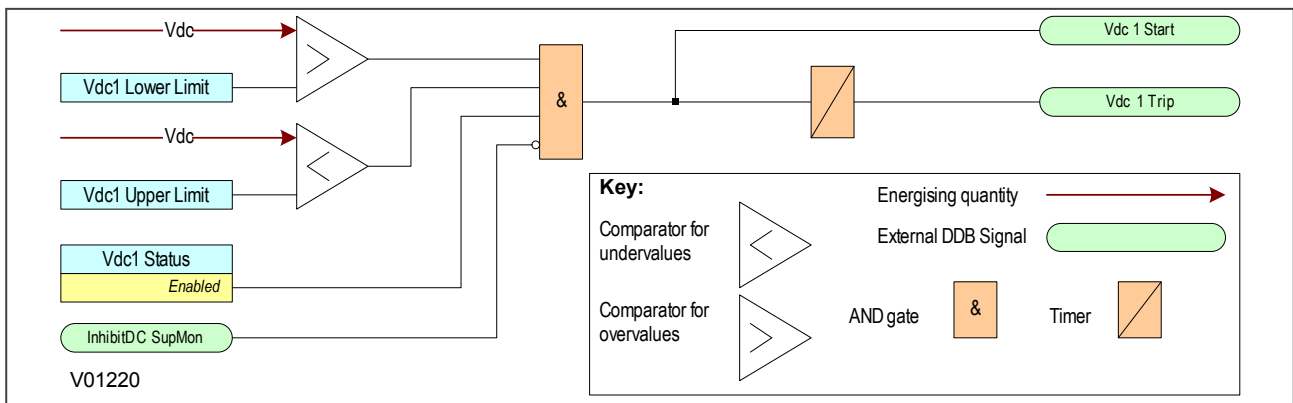 Vdc
Vdc1 Lower Limit
Vdc
Vdc1 Upper Limit
Vdc1 Status
Enabled
InhibitDC SupMon
V01220
&
Vdc 1 Start
Vdc 1 Trip
Key:
Comparator for
undervalues
Comparator for
overvalues
Energising quantity
External DDB Signal
AND gate
&
Timer